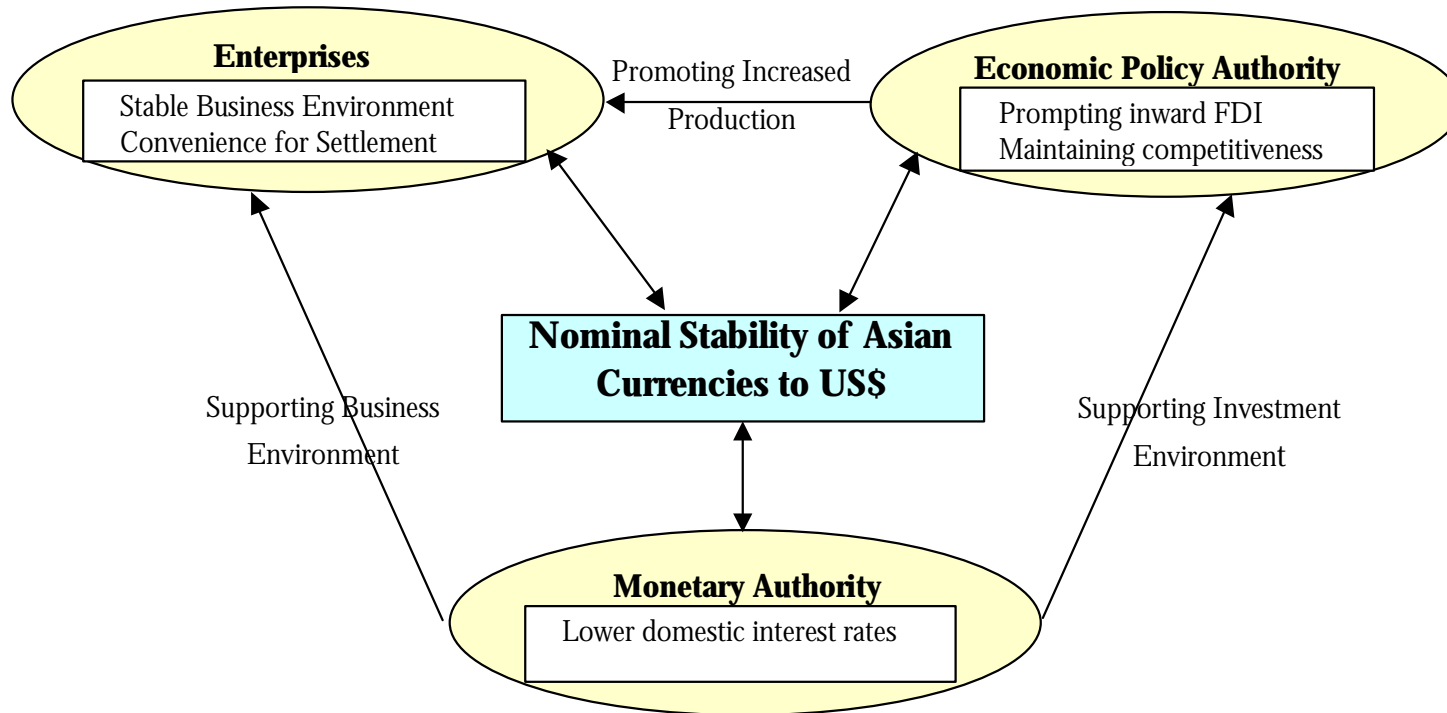 Enterprises
Stable Business Environment
Convenience for Settlement
Promoting Increased
Production
Economic Policy Authority
Prompting inward FDI
Maintaining competitiveness
Nominal Stability of Asian
Currencies to US$
Supporting Business
Environment
Supporting Investment
Environment
Monetary Authority
Lower domestic interest rates